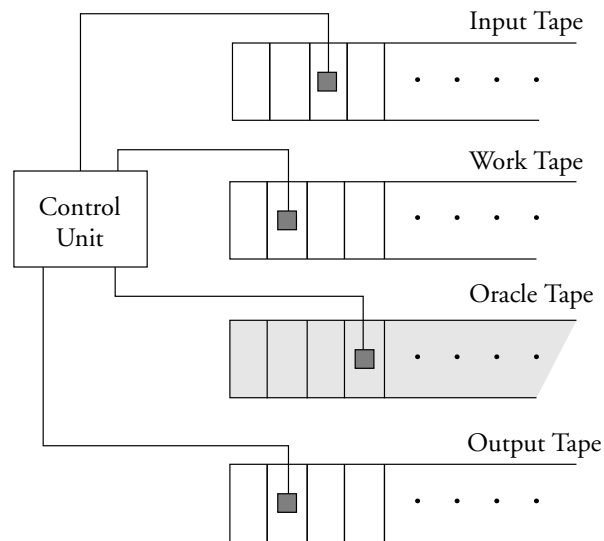 Input Tape
Work Tape
Control
Unit
Oracle Tape
Output Tape